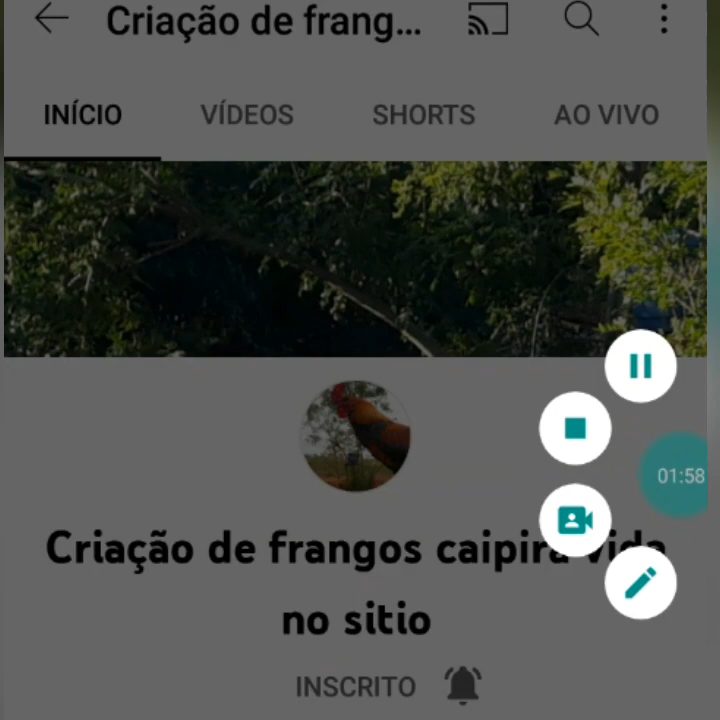 Criação de frang...
INÍCIO VÍDEOS SHORTS AO VIVO
01:58
Criação de frangos caipira vida
no sitio
INSCRITO